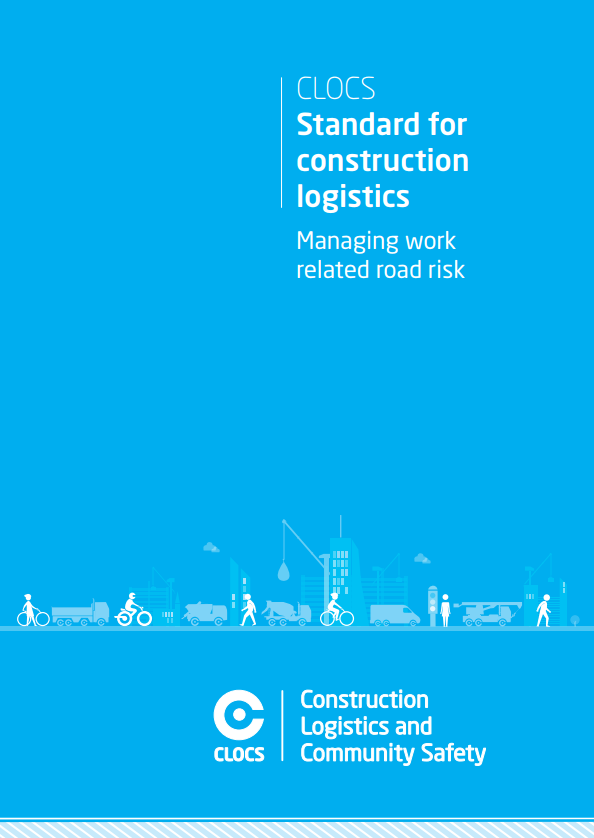 CLOCS
Standard for
construction
logistics
Managing work
related road risk
CLOCS
Construction
Logistics and
Community Safety